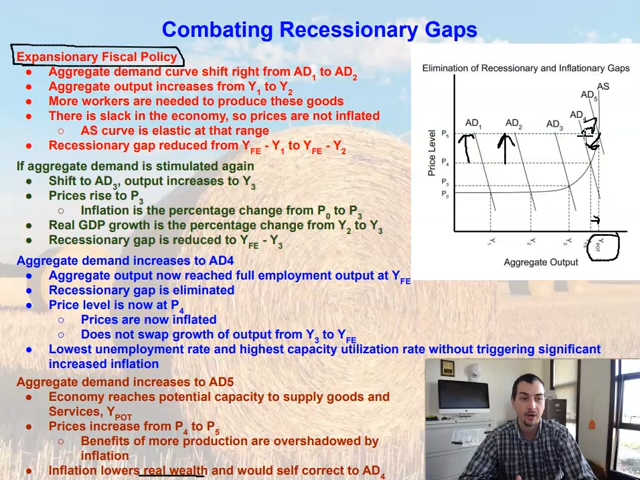 Combating Recessionary Gaps
Expansionary Fiscal Policy
● Aggregate demand curve shift right from AD1 to AD2
● Aggregate output increases from Y1 to Y2
● More workers are needed to produce these goods
● There is slack in the economy, so prices are not inflated
○ AS curve is elastic at that range
● Recessionary gap reduced from YFE - Y1 to YFE - Y2
If aggregate demand is stimulated again
● Shift to AD3, output increases to Y3
● Prices rise to P3
○ Inflation is the percentage change from P0 to P3
● Real GDP growth is the percentage change from Y2 to Y3
● Recessionary gap is reduced to YFE - Y3
Aggregate demand increases to AD4
● Aggregate output now reached full employment output at YFE
● Recessionary gap is eliminated
● Price level is now at P4
○ Prices are now inflated
○ Does not swap growth of output from Y3 to YFE
● Lowest unemployment rate and highest capacity utilization rate without triggering significant
increased inflation
Aggregate demand increases to AD5
● Economy reaches potential capacity to supply goods and
Services, YPOT
● Prices increase from P4 to P5
○ Benefits of more production are overshadowed by
inflation
● Inflation lowers real wealth and would self correct to AD4
Elimination of Recessionary and Inflationary Gaps
AS
AD5
AD4
AD1 AD2 AD3
Price Level
P5
P4
P3
P0
Y1 Y2 Y3 YPOT
Aggregate Output